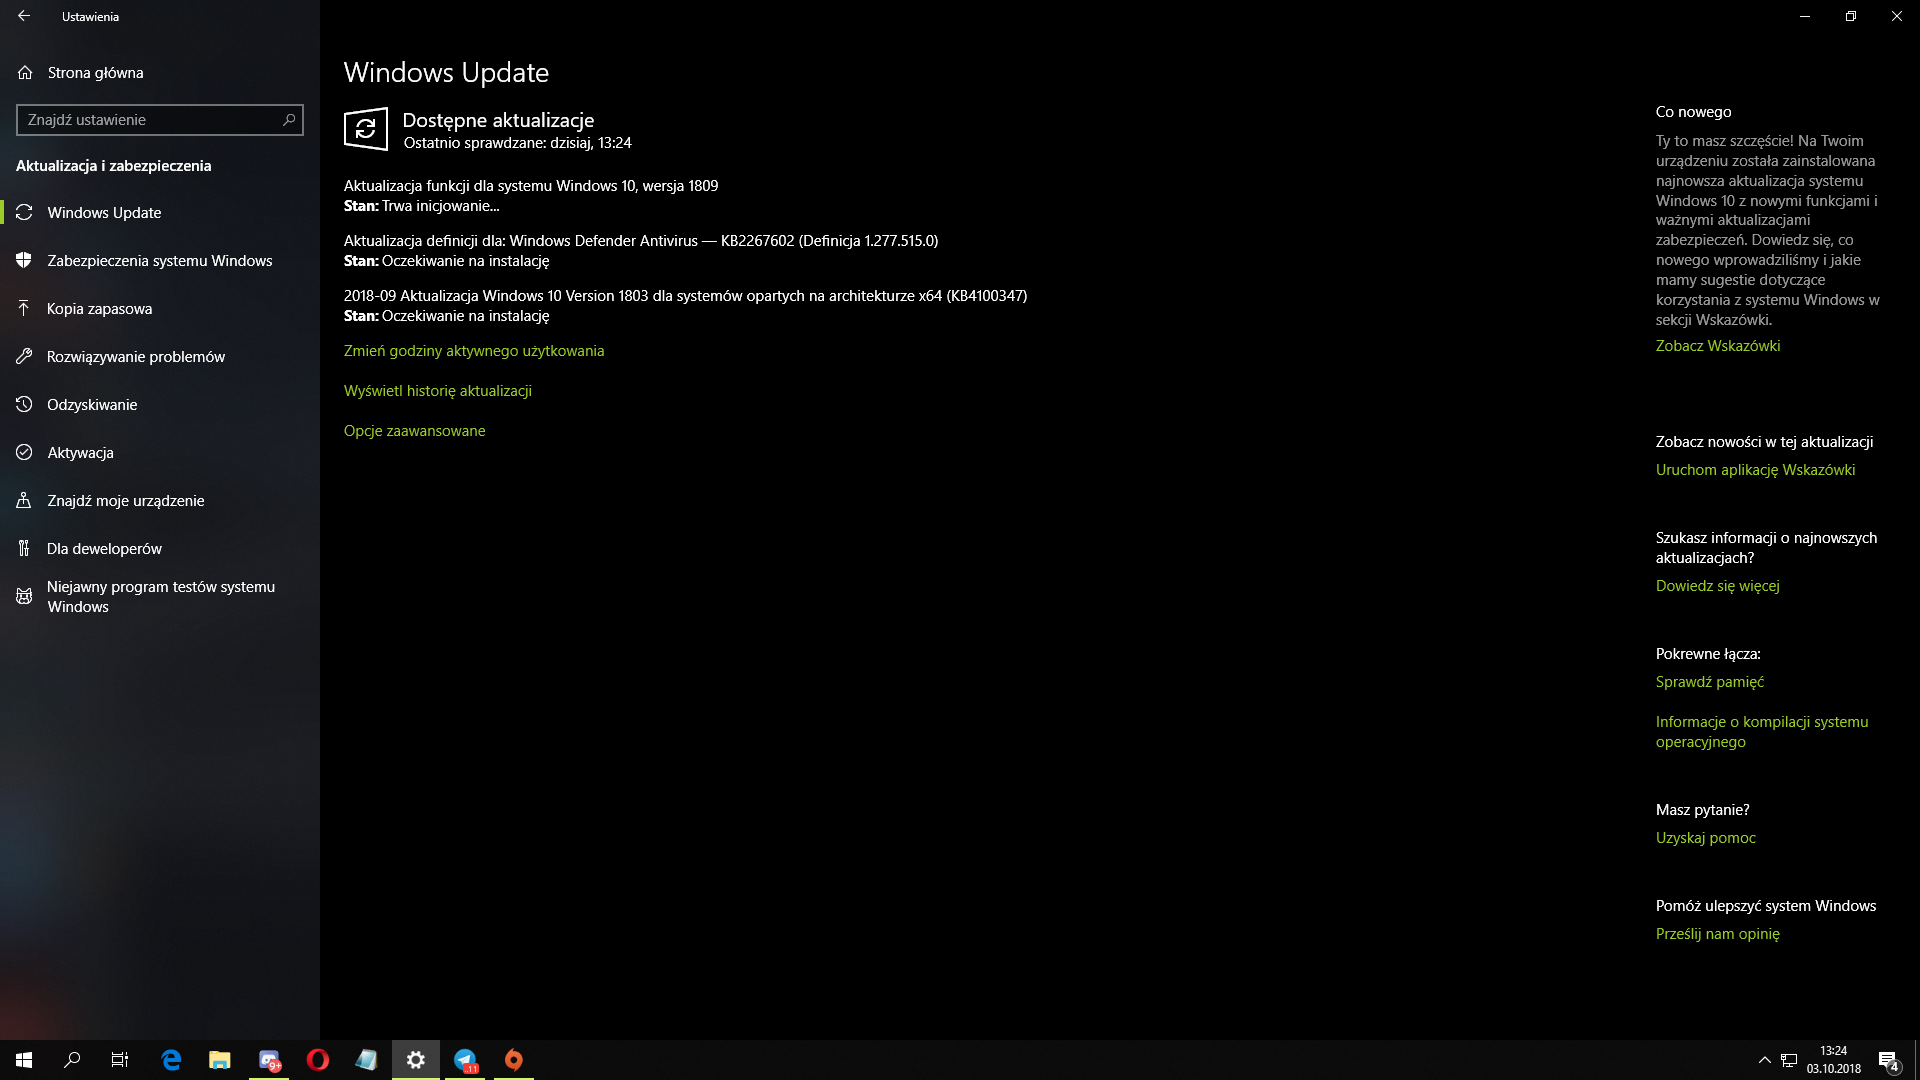 Ustawienia
Strona główna
Znajdź ustawienie
Aktualizacja i zabezpieczenia
Windows Update
Zabezpieczenia systemu Windows
Kopia zapasowa
Rozwiązywanie problemów
Odzyskiwanie
Aktywacja
Znajdź moje urządzenie
Dla deweloperów
Niejawny program testów systemu
Windows
Windows Update
Dostępne aktualizacje
Ostatnio sprawdzane: dzisiaj, 13:24
Aktualizacja funkcji dla systemu Windows 10, wersja 1809
Stan: Trwa inicjowanie...
Aktualizacja definicji dla: Windows Defender Antivirus — KB2267602 (Definicja 1.277.515.0)
Stan: Oczekiwanie na instalację
2018-09 Aktualizacja Windows 10 Version 1803 dla systemów opartych na architekturze x64 (KB4100347)
Stan: Oczekiwanie na instalację
Zmień godziny aktywnego użytkowania
Wyświetl historię aktualizacji
Opcje zaawansowane
Co nowego
Ty to masz szczęście! Na Twoim
urządzeniu została zainstalowana
najnowsza aktualizacja systemu
Windows 10 z nowymi funkcjami i
ważnymi aktualizacjami
zabezpieczeń. Dowiedz się, co
nowego wprowadziliśmy i jakie
mamy sugestie dotyczące
korzystania z systemu Windows w
sekcji Wskazówki.
Zobacz Wskazówki
Zobacz nowości w tej aktualizacji
Uruchom aplikację Wskazówki
Szukasz informacji o najnowszych
aktualizacjach?
Dowiedz się więcej
Pokrewne łącza:
Sprawdź pamięć
Informacje o kompilacji systemu
operacyjnego
Masz pytanie?
Uzyskaj pomoc
Pomóż ulepszyć system Windows
Prześlij nam opinię
9+
..11
13:24
03.10.2018
4